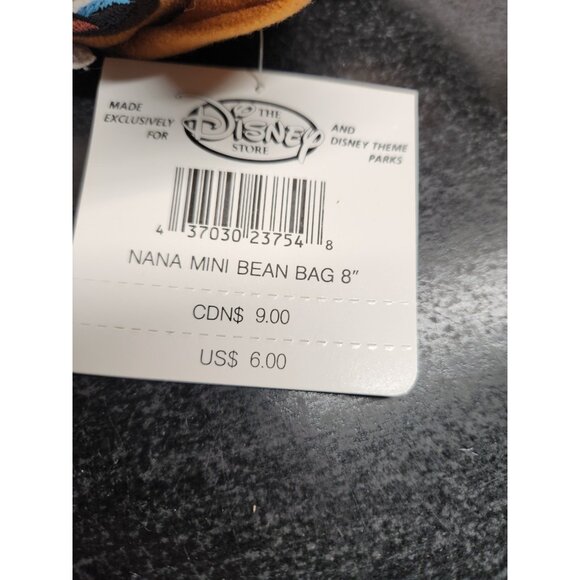 MADE EXCLUSIVELY FOR
THE
Disney
STORE
AND DISNEY THEME PARKS
4 37030 23754 8
NANA MINI BEAN BAG 8"
CDN$ 9.00
US$ 6.00